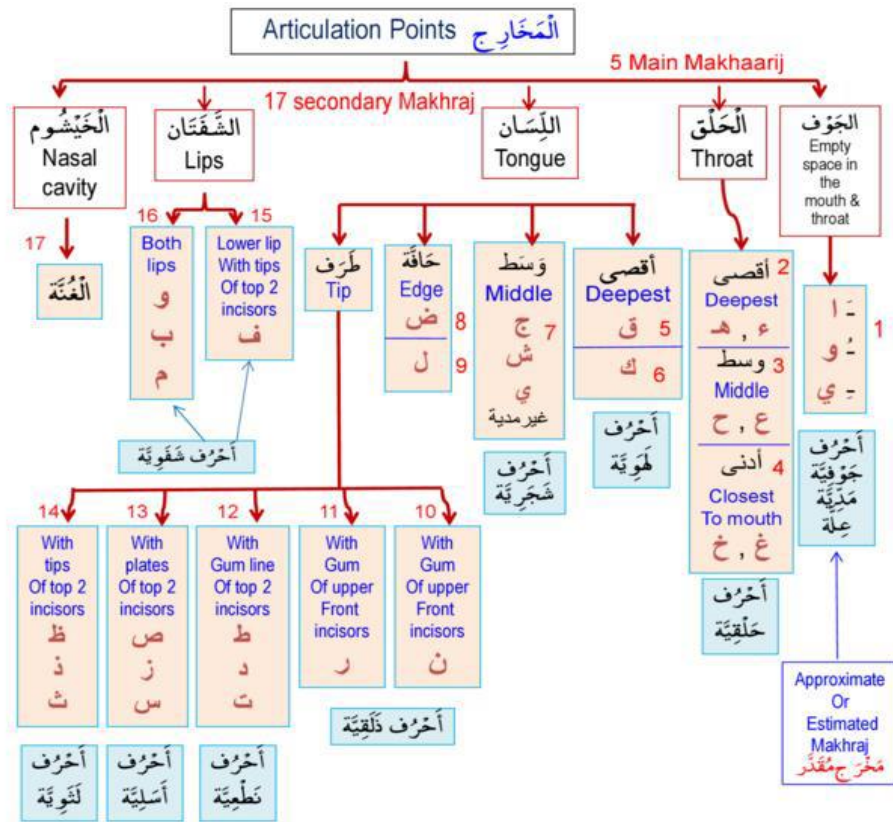 Articulation Points الْمَخَارِج
5 Main Makhaarij
17 secondary Makhraj
الْخَيْشُوم
Nasal
cavity
الشَّفَتَان
Lips
اللِّسَان
Tongue
الْحَلْق
Throat
الجَوْف
Empty
space in
the
mouth &
throat
17
الْغُنَّة
16
Both
lips
و
ب
م
15
Lower lip
With tips
Of top 2
incisors
ف
أَحْرُف شَفَوِيَّة
طَرَف
Tip
حَافَّة
Edge
ض 8
ل 9
وَسَط
Middle
ج 7
ش
ي
غير مدية
أَحْرُف
شَجَرِيَّة
أقصى
Deepest
ق 5
ك 6
أَحْرُف
لَهَوِيَّة
أقصى 2
Deepest
ء , هـ
وسط 3
Middle
ع , ح
أدنى 4
Closest
To mouth
غ , خ
أَحْرُف
حَلْقِيَّة
ـَ ا
ـُ و 1
ـِ ي
أَحْرُف
جَوْفِيَّة
مَدِّيَّة
عِلَّة
Approximate
Or
Estimated
Makhraj
مَخْرَج مُقَدَّر
14
With
tips
Of top 2
incisors
ظ
ذ
ث
أَحْرُف
لَثَوِيَّة
13
With
plates
Of top 2
incisors
ص
ز
س
أَحْرُف
أَسَلِيَّة
12
With
Gum line
Of top 2
incisors
ط
د
ت
أَحْرُف
نَطْعِيَّة
11
With
Gum
Of upper
Front
incisors
ر
10
With
Gum
Of upper
Front
incisors
ن
أَحْرُف ذَلَقِيَّة